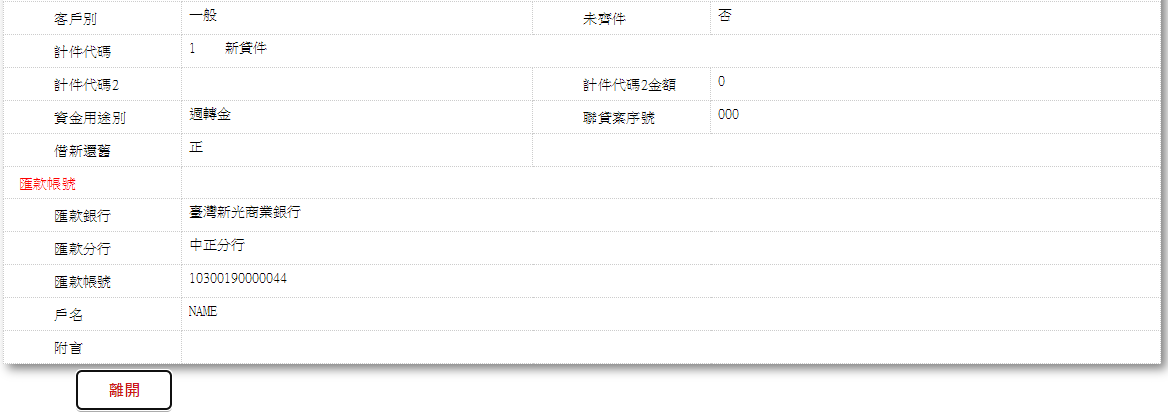 客戶別 一般 未齊件 否
計件代碼 1 新貸件
計件代碼2 計件代碼2金額 0
資金用途別 週轉金 聯貸案序號 000
借新還舊 正
匯款帳號
匯款銀行 臺灣新光商業銀行
匯款分行 中正分行
匯款帳號 10300190000044
戶名 NAME
附言
離開